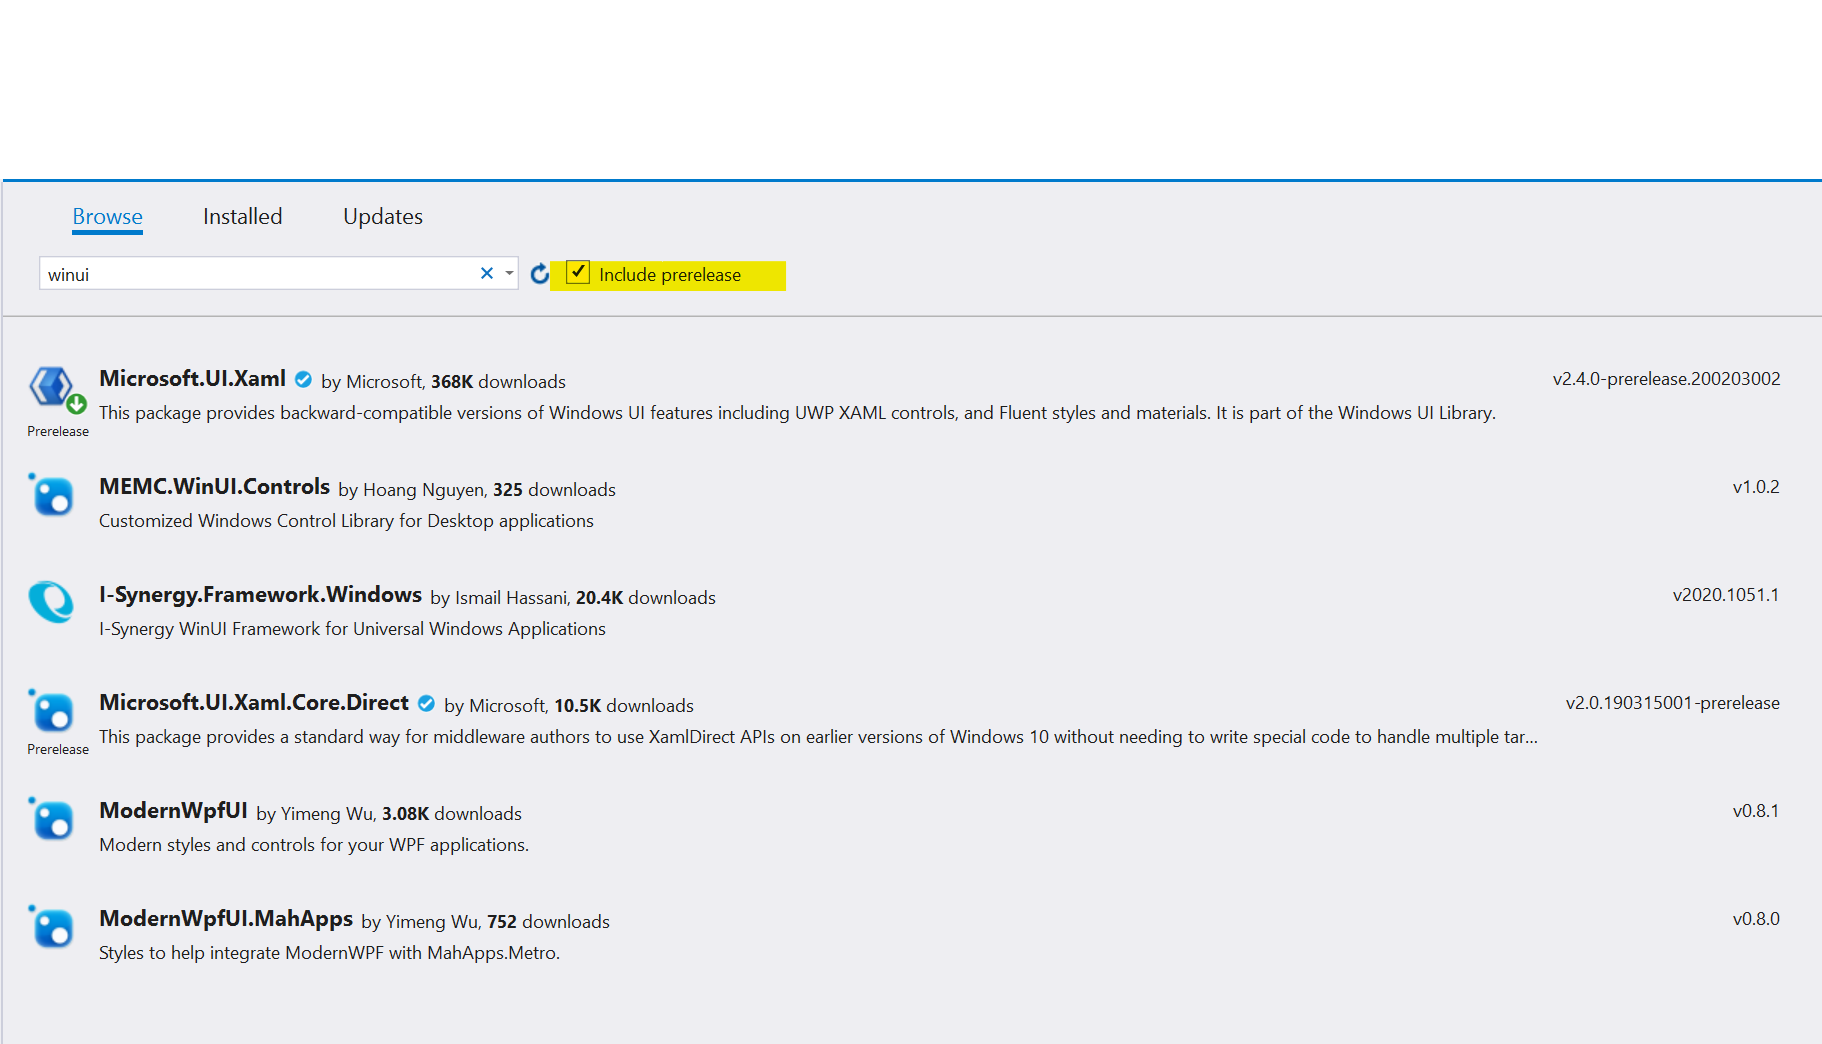 Browse Installed Updates
winui Include prerelease
Microsoft.UI.Xaml by Microsoft, 368K downloads v2.4.0-prerelease.200203002
This package provides backward-compatible versions of Windows UI features including UWP XAML controls, and Fluent styles and materials. It is part of the Windows UI Library.
Prerelease
MEMC.WinUI.Controls by Hoang Nguyen, 325 downloads v1.0.2
Customized Windows Control Library for Desktop applications
I-Synergy.Framework.Windows by Ismail Hassani, 20.4K downloads v2020.1051.1
I-Synergy WinUI Framework for Universal Windows Applications
Microsoft.UI.Xaml.Core.Direct by Microsoft, 10.5K downloads v2.0.190315001-prerelease
This package provides a standard way for middleware authors to use XamlDirect APIs on earlier versions of Windows 10 without needing to write special code to handle multiple tar...
Prerelease
ModernWpfUI by Yimeng Wu, 3.08K downloads v0.8.1
Modern styles and controls for your WPF applications.
ModernWpfUI.MahApps by Yimeng Wu, 752 downloads v0.8.0
Styles to help integrate ModernWPF with MahApps.Metro.